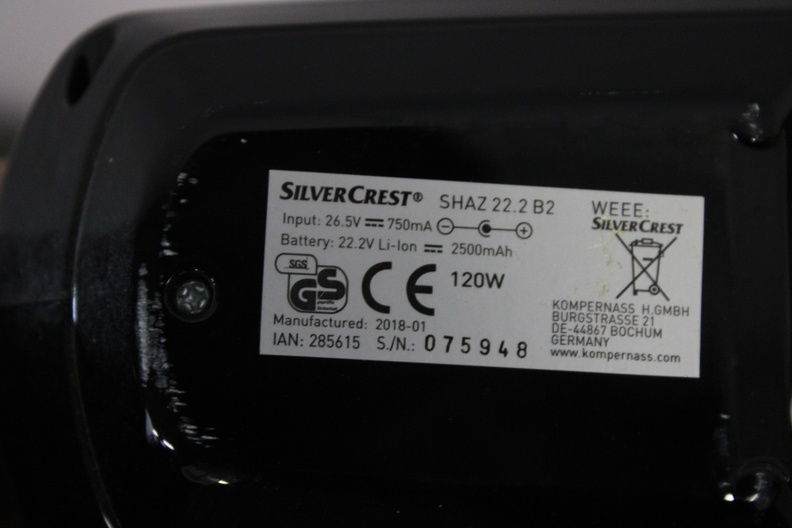 SILVERCREST® SHAZ 22.2 B2
Input: 26.5V ⎓ 750mA
Battery: 22.2V Li-Ion ⎓ 2500mAh
SGS
GS
CE 120W
Manufactured: 2018-01
IAN: 285615 S./N.: 075948
WEEE:
SILVERCREST
KOMPERNASS H.GMBH
BURGSTRASSE 21
DE-44867 BOCHUM
GERMANY
www.kompernass.com